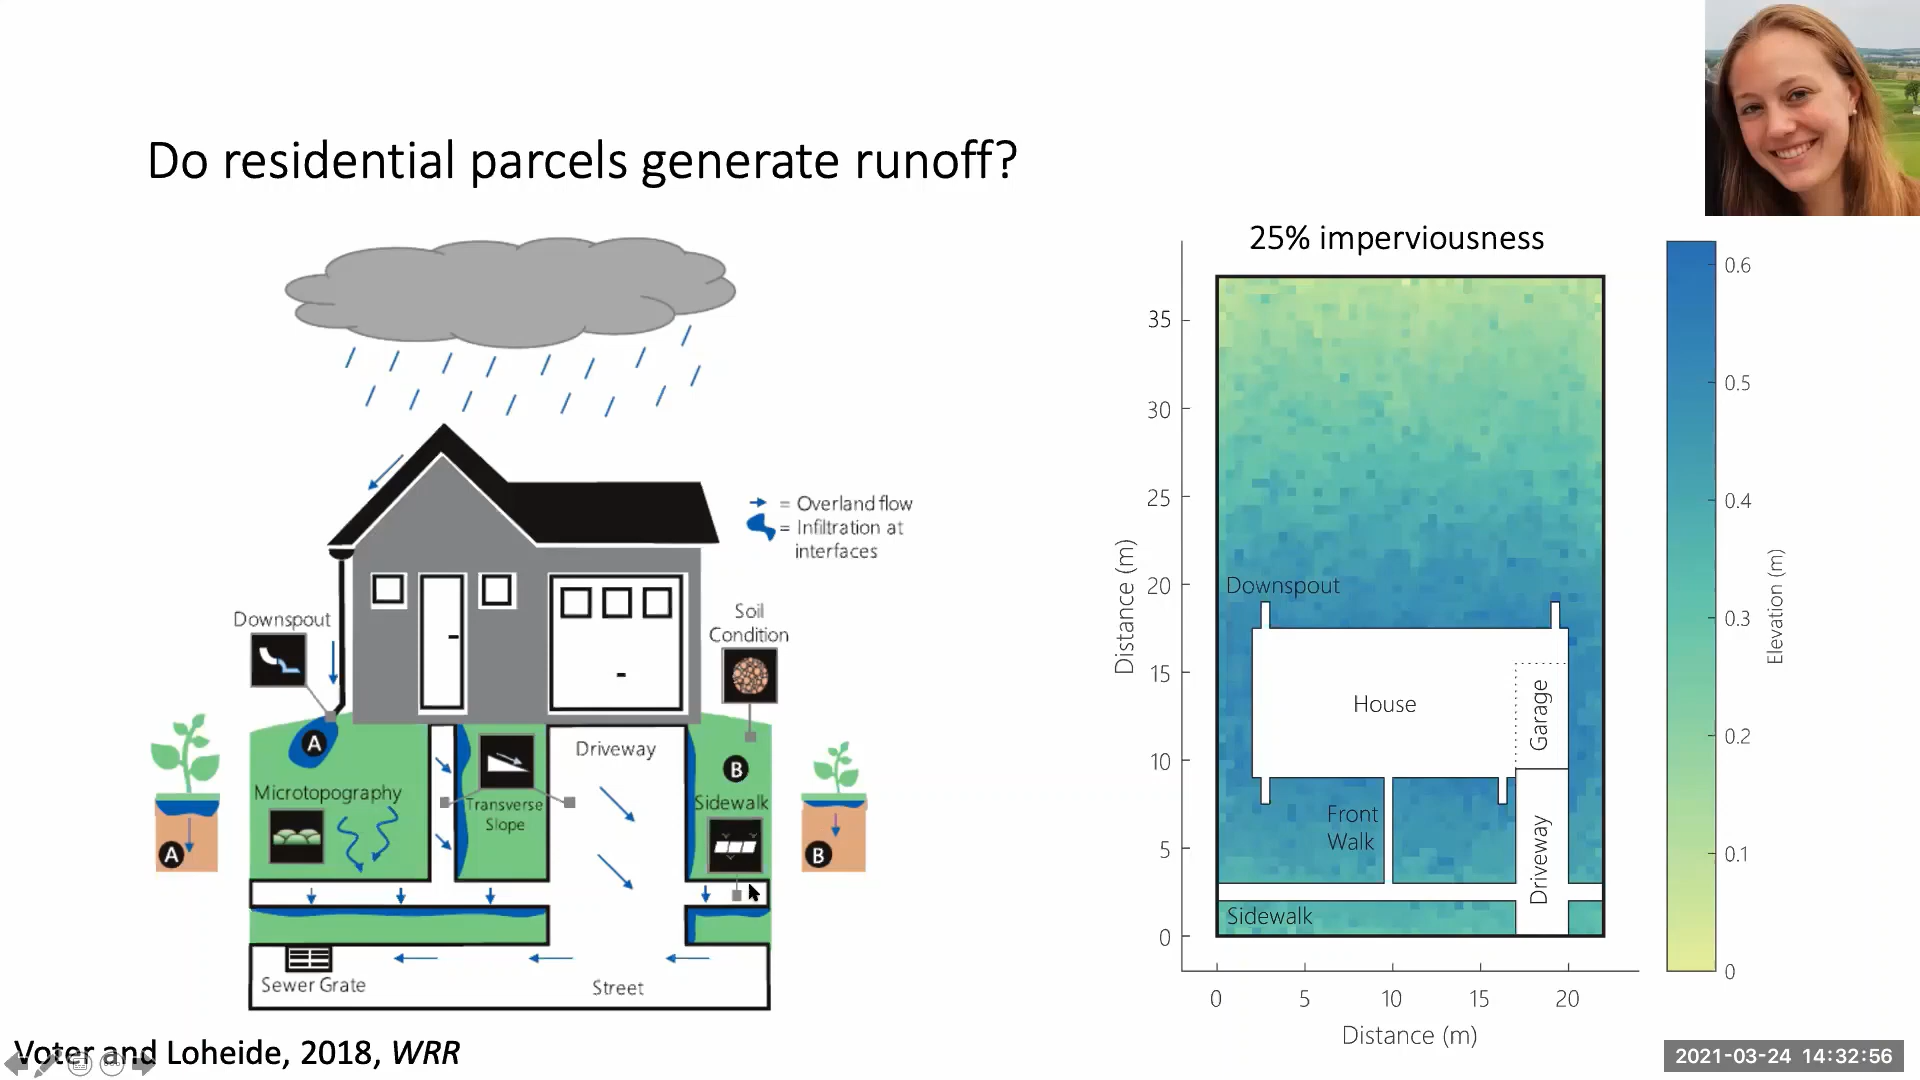 Do residential parcels generate runoff?
= Overland flow
= Infiltration at
interfaces
Downspout
Soil
Condition
A
Driveway
B
Microtopography
Transverse
Slope
Sidewalk
A
B
Sewer Grate
Street
Voter and Loheide, 2018, WRR
25% imperviousness
35
30
25
20
15
10
5
0
Distance (m)
Downspout
House
Garage
Front
Walk
Driveway
Sidewalk
0 5 10 15 20
Distance (m)
0.6
0.5
0.4
0.3
0.2
0.1
0
Elevation (m)
2021-03-24 14:32:56